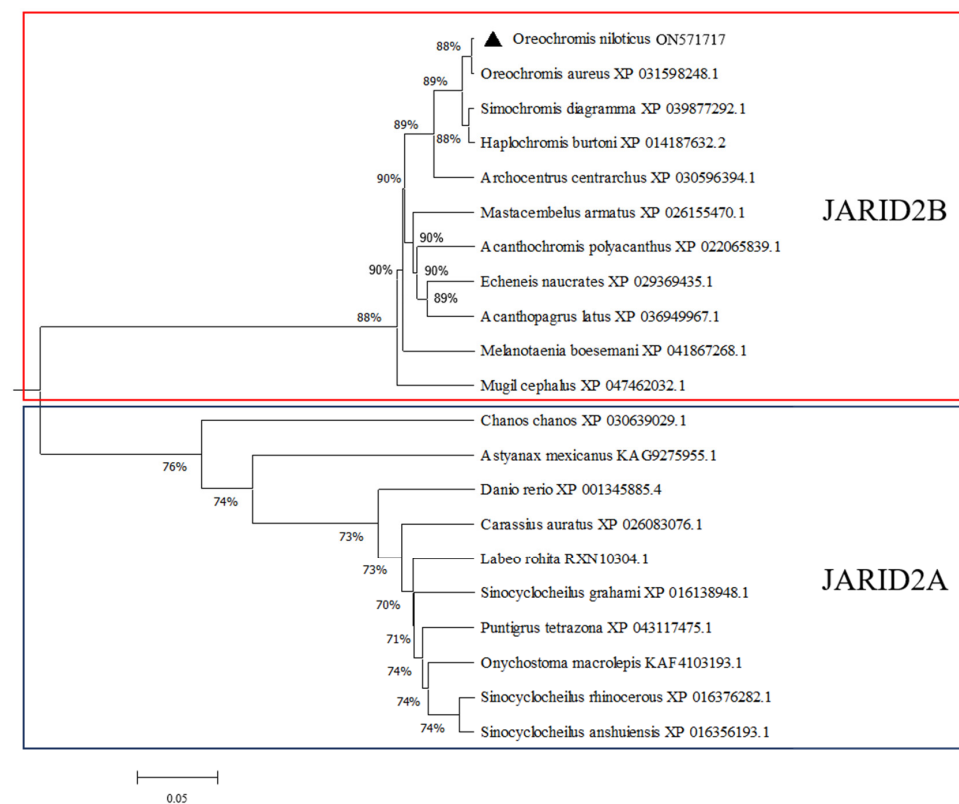 88%
Oreochromis niloticus ON571717
89%
Oreochromis aureus XP 031598248.1
Simochromis diagramma XP 039877292.1
89%
88%
Haplochromis burtoni XP 014187632.2
90%
Archocentrus centrarchus XP 030596394.1
JARID2B
Mastacembelus armatus XP 026155470.1
90%
Acanthochromis polyacanthus XP 022065839.1
90%
90%
Echeneis naucrates XP 029369435.1
89%
88%
Acanthopagrus latus XP 036949967.1
Melanotaenia boesemani XP 041867268.1
Mugil cephalus XP 047462032.1
Chanos chanos XP 030639029.1
76%
Astyanax mexicanus KAG9275955.1
74%
Danio rerio XP 001345885.4
73%
Carassius auratus XP 026083076.1
73%
Labeo rohita RXN10304.1
JARID2A
70%
Sinocyclocheilus grahami XP 016138948.1
71%
Puntigrus tetrazona XP 043117475.1
74%
Onychostoma macrolepis KAF4103193.1
74%
Sinocyclocheilus rhinocerous XP 016376282.1
74%
Sinocyclocheilus anshuiensis XP 016356193.1
0.05